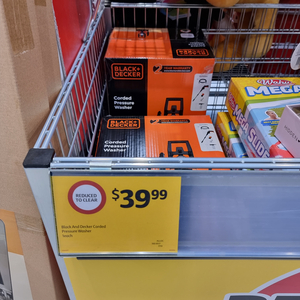 BLACK+
DECKER
Corded
Pressure
Washer
BLACK+
DECKER
Corded
Pressure
Washer
MEGA
REDUCED
TO CLEAR
$39.99
Black And Decker Corded
Pressure Washer